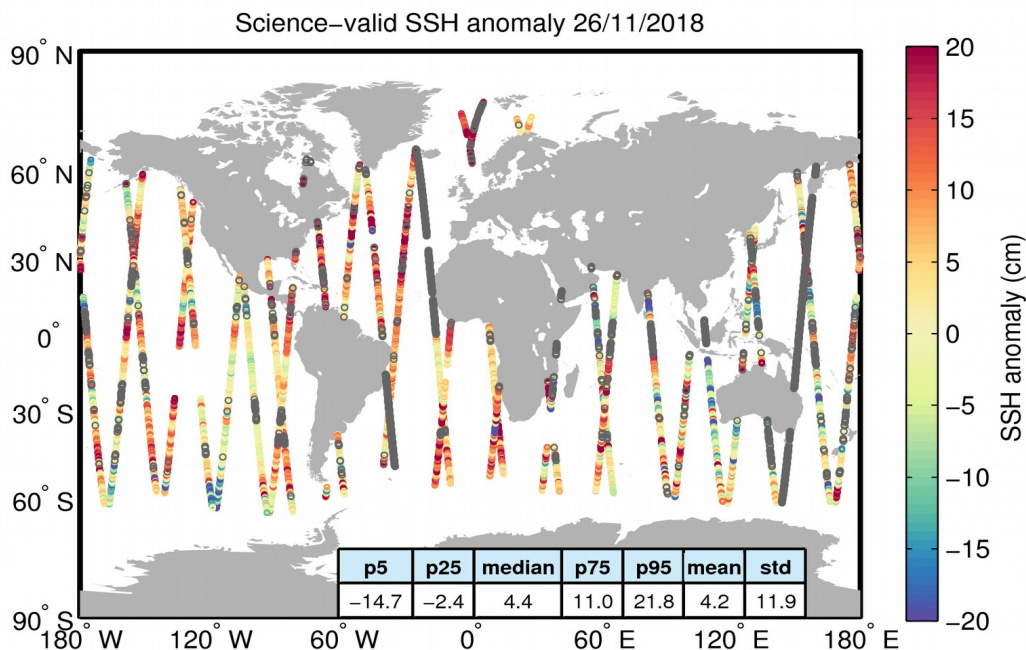 Science−valid SSH anomaly 26/11/2018
90° N
60° N
30° N
0°
30° S
60° S
90° S
180° W
120° W
60° W
0°
60° E
120° E
180° E
p5 p25 median p75 p95 mean std
−14.7 −2.4 4.4 11.0 21.8 4.2 11.9
20
15
10
5
0
−5
−10
−15
−20
SSH anomaly (cm)